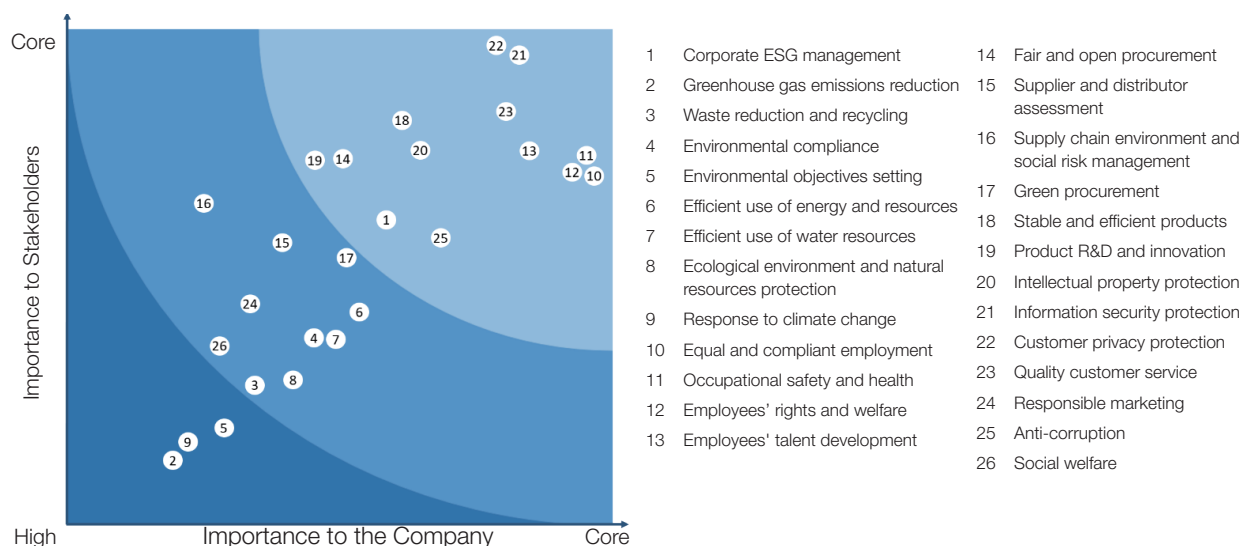 Core
Importance to Stakeholders
High
Importance to the Company
Core
22
21
23
18
20
13
11
12
10
19
14
16
1
25
15
17
24
6
4
7
26
3
8
5
9
2
1 Corporate ESG management
2 Greenhouse gas emissions reduction
3 Waste reduction and recycling
4 Environmental compliance
5 Environmental objectives setting
6 Efficient use of energy and resources
7 Efficient use of water resources
8 Ecological environment and natural
resources protection
9 Response to climate change
10 Equal and compliant employment
11 Occupational safety and health
12 Employees’ rights and welfare
13 Employees' talent development
14 Fair and open procurement
15 Supplier and distributor
assessment
16 Supply chain environment and
social risk management
17 Green procurement
18 Stable and efficient products
19 Product R&D and innovation
20 Intellectual property protection
21 Information security protection
22 Customer privacy protection
23 Quality customer service
24 Responsible marketing
25 Anti-corruption
26 Social welfare